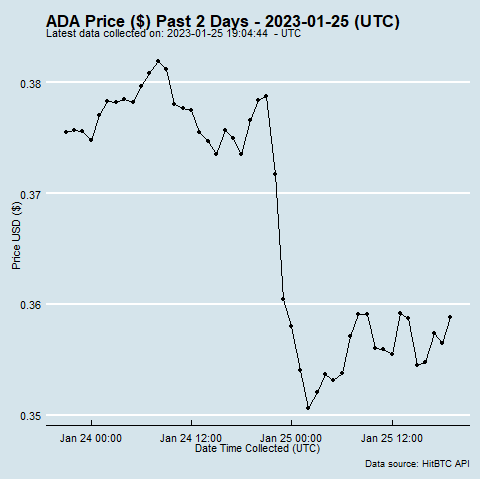 ADA Price ($) Past 2 Days - 2023-01-25 (UTC)
Latest data collected on: 2023-01-25 19:04:44 - UTC
Price USD ($)
0.38
0.37
0.36
0.35
Jan 24 00:00 Jan 24 12:00 Jan 25 00:00 Jan 25 12:00
Date Time Collected (UTC)
Data source: HitBTC API